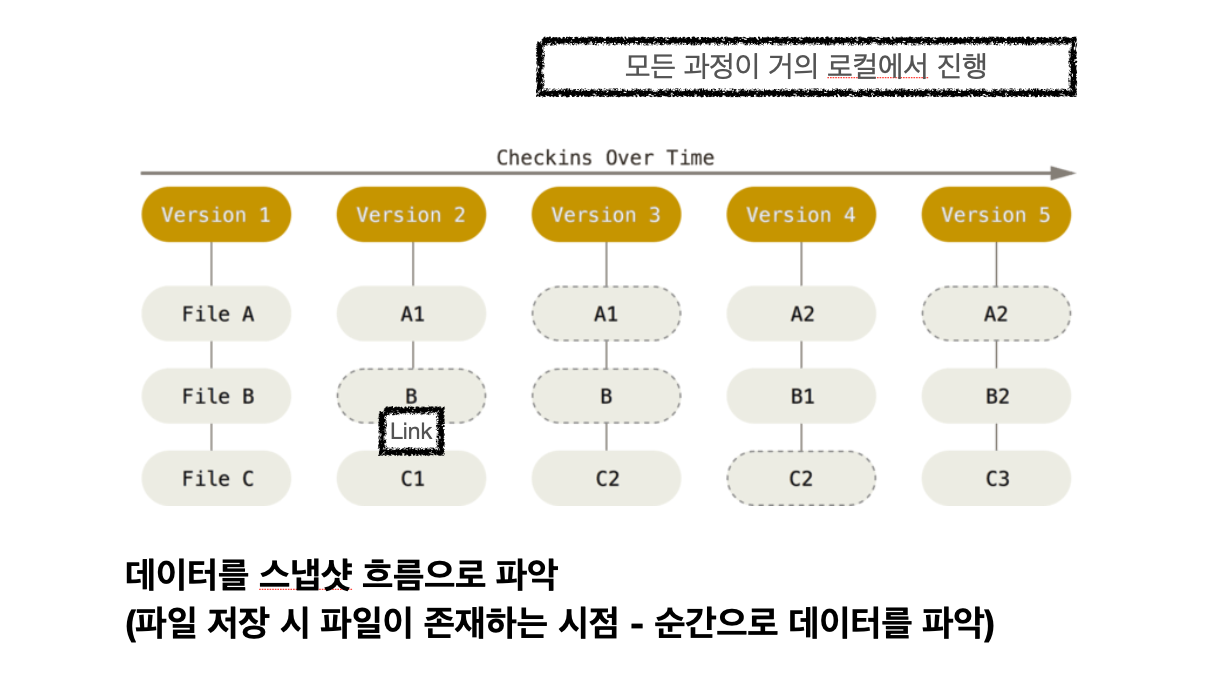 모든 과정이 거의 로컬에서 진행
Checkins Over Time
Version 1 Version 2 Version 3 Version 4 Version 5
File A A1 A1 A2 A2
File B B B B1 B2
Link
File C C1 C2 C2 C3
데이터를 스냅샷 흐름으로 파악
(파일 저장 시 파일이 존재하는 시점 - 순간으로 데이터를 파악)